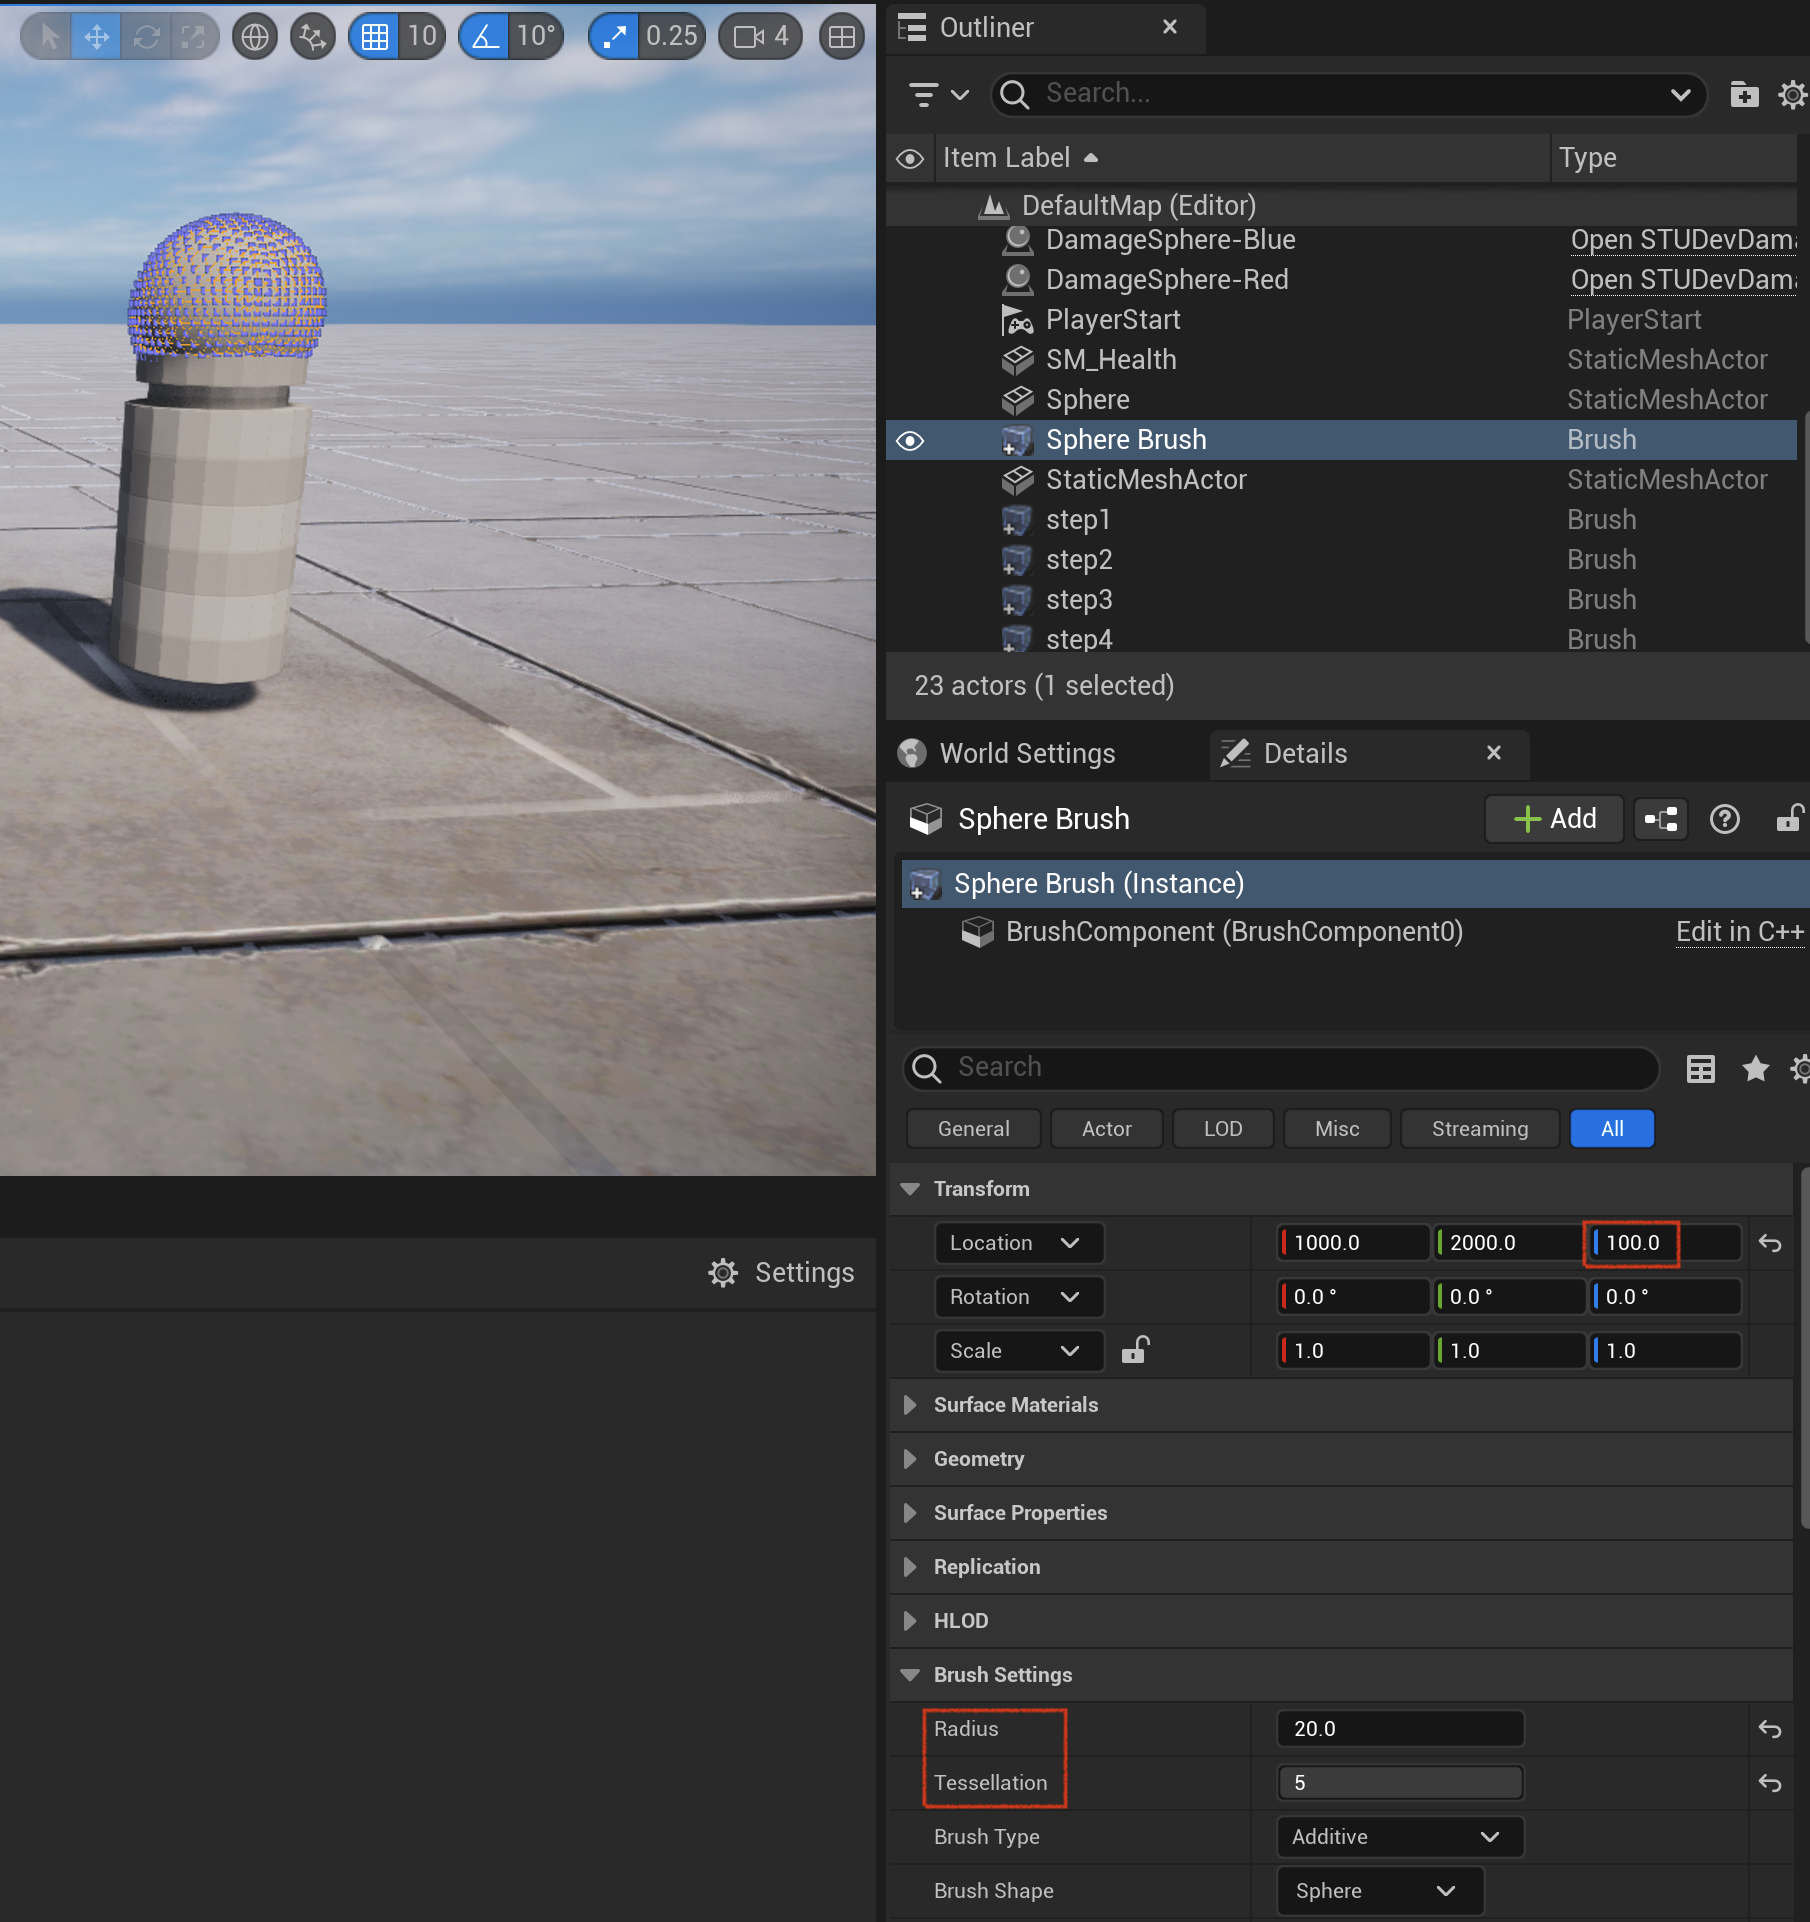 10
10°
0.25
4
Outliner
Search...
Item Label
Type
DefaultMap (Editor)
DamageSphere-Blue
Open STUDevDam
DamageSphere-Red
Open STUDevDam
PlayerStart
PlayerStart
SM_Health
StaticMeshActor
Sphere
StaticMeshActor
Sphere Brush
Brush
StaticMeshActor
StaticMeshActor
step1
Brush
step2
Brush
step3
Brush
step4
Brush
23 actors (1 selected)
World Settings
Details
Sphere Brush
Add
Sphere Brush (Instance)
BrushComponent (BrushComponent0)
Edit in C++
Search
General
Actor
LOD
Misc
Streaming
All
Transform
Location
1000.0
2000.0
100.0
Settings
Rotation
0.0 °
0.0 °
0.0 °
Scale
1.0
1.0
1.0
Surface Materials
Geometry
Surface Properties
Replication
HLOD
Brush Settings
Radius
20.0
Tessellation
5
Brush Type
Additive
Brush Shape
Sphere